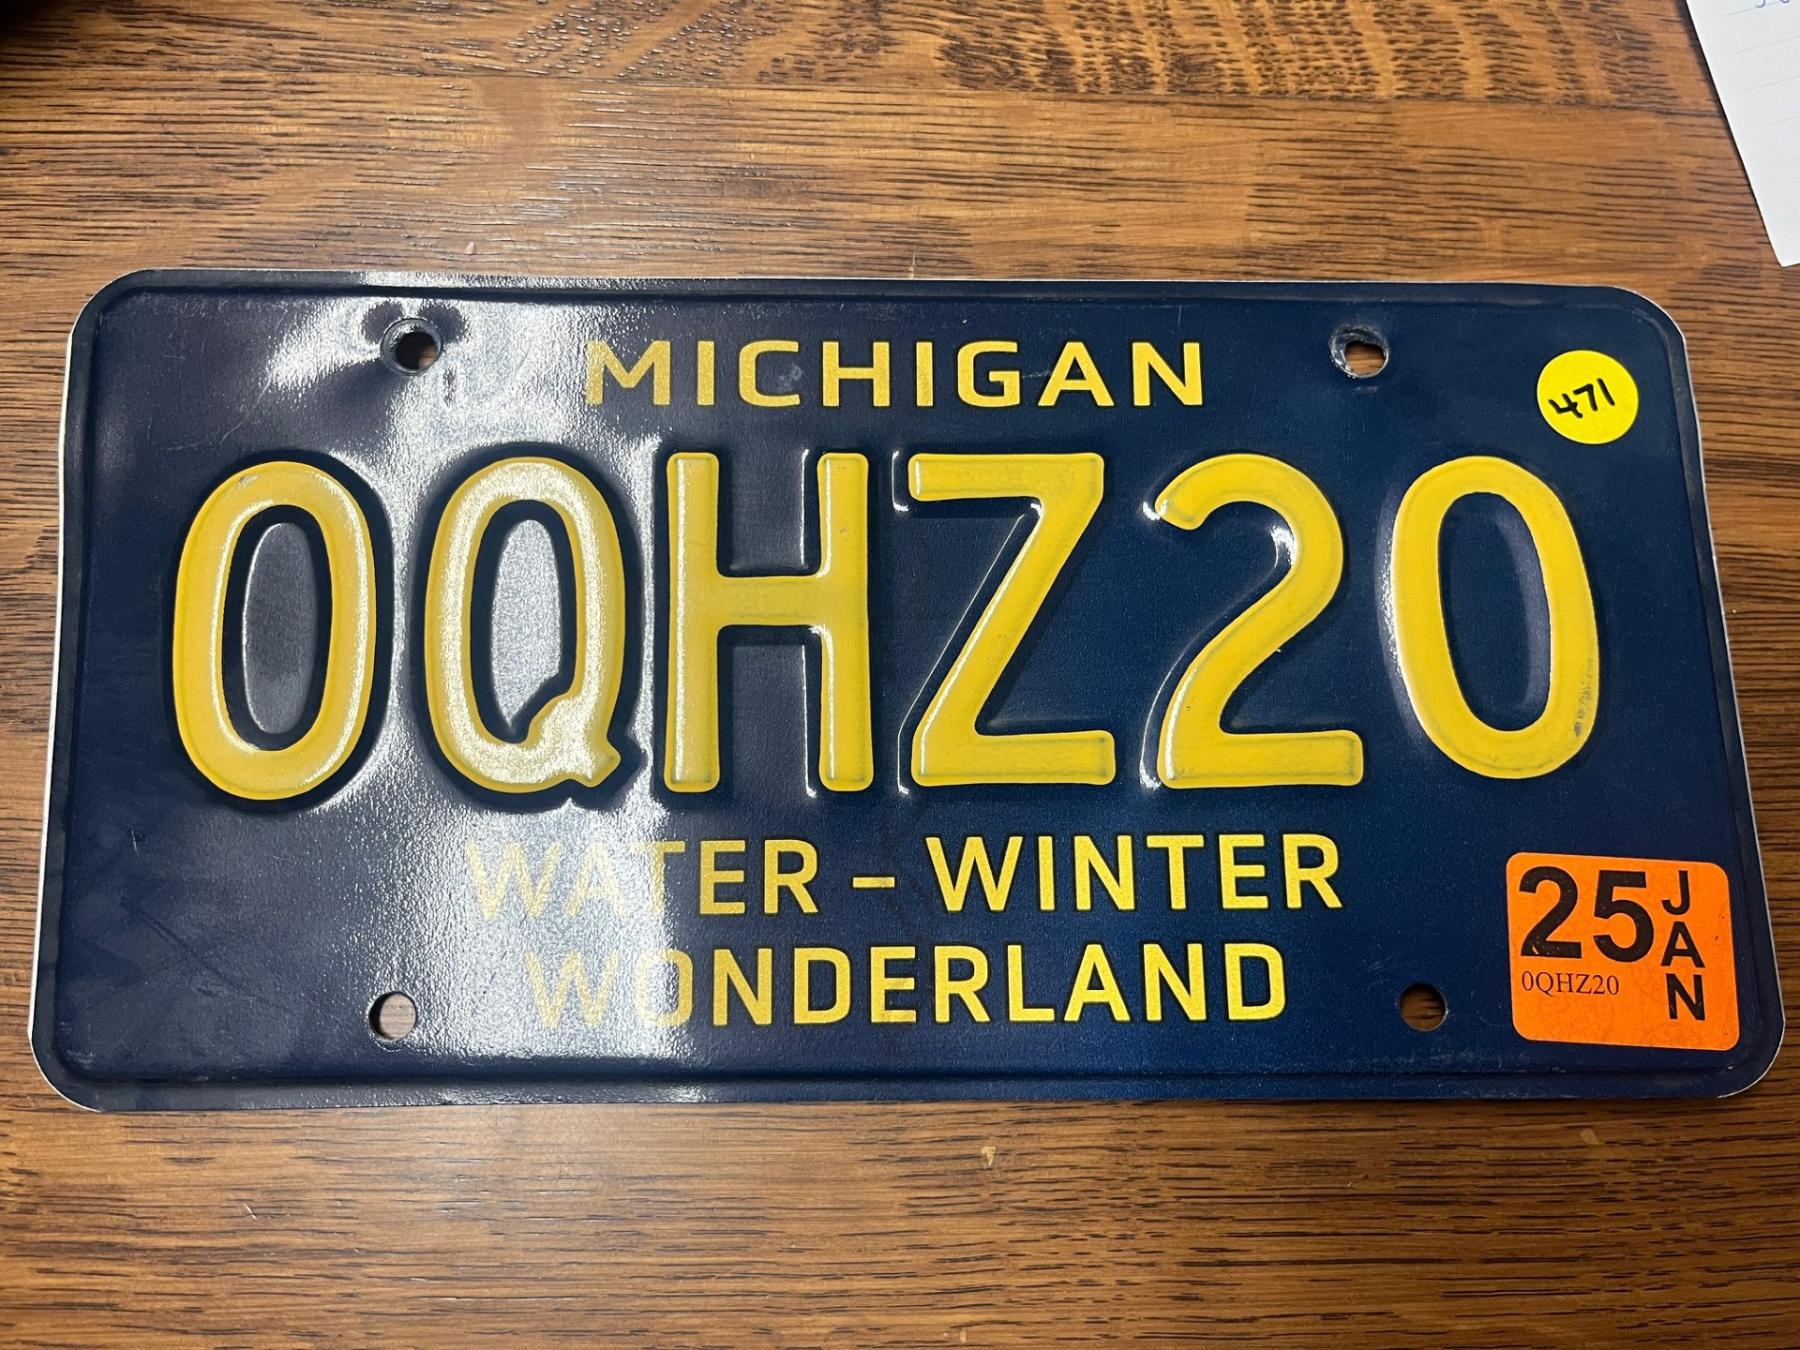 MICHIGAN
471
0QHZ20
WATER - WINTER
WONDERLAND
25
JAN
0QHZ20